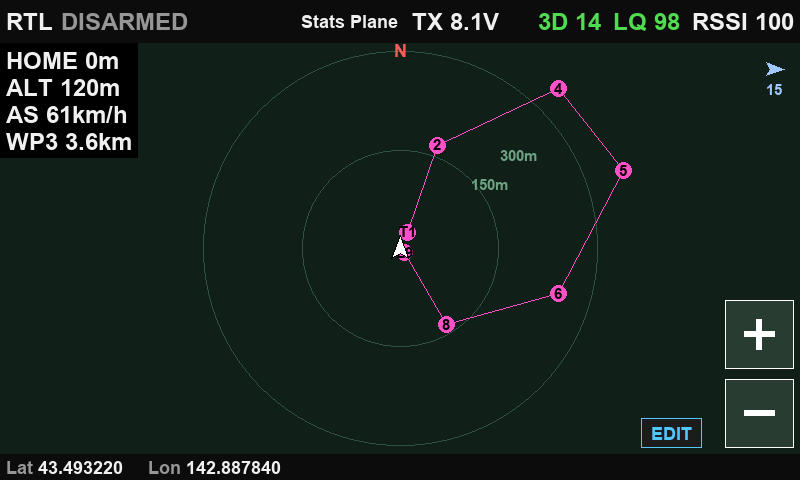 RTL DISARMED Stats Plane TX 8.1V 3D 14 LQ 98 RSSI 100
HOME 0m
ALT 120m
AS 61km/h
WP3 3.6km
N
15
4
2
300m
5
150m
T1
6
8
EDIT
Lat 43.493220 Lon 142.887840